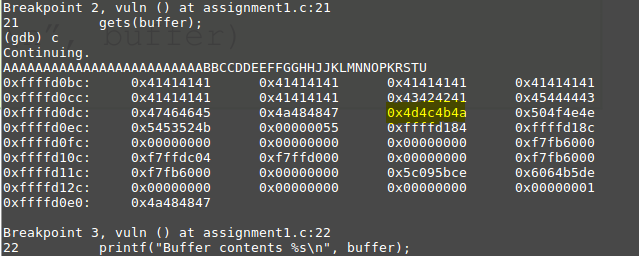 Breakpoint 2, vuln () at assignment1.c:21
21 gets(buffer);
”, buffer)
(gdb) c
Continuing.
AAAAAAAAAAAAAAAAAAAAAAAAABBCCDDEEFFGGHHJJKLMNNOPKRSTU
0xffffd0bc: 0x41414141 0x41414141 0x41414141 0x41414141
0xffffd0cc: 0x41414141 0x41414141 0x43424241 0x45444443
0xffffd0dc: 0x47464645 0x4a484847 0x4d4c4b4a 0x504f4e4e
0xffffd0ec: 0x5453524b 0x00000055 0xffffd184 0xffffd18c
0xffffd0fc: 0x00000000 0x00000000 0x00000000 0xf7fb6000
0xffffd10c: 0xf7ffdc04 0xf7ffd000 0x00000000 0xf7fb6000
0xffffd11c: 0xf7fb6000 0x00000000 0x5c095bce 0x6064b5de
0xffffd12c: 0x00000000 0x00000000 0x00000000 0x00000001
0xffffd0e0: 0x4a484847
Breakpoint 3, vuln () at assignment1.c:22
22 printf("Buffer contents %s\n", buffer);